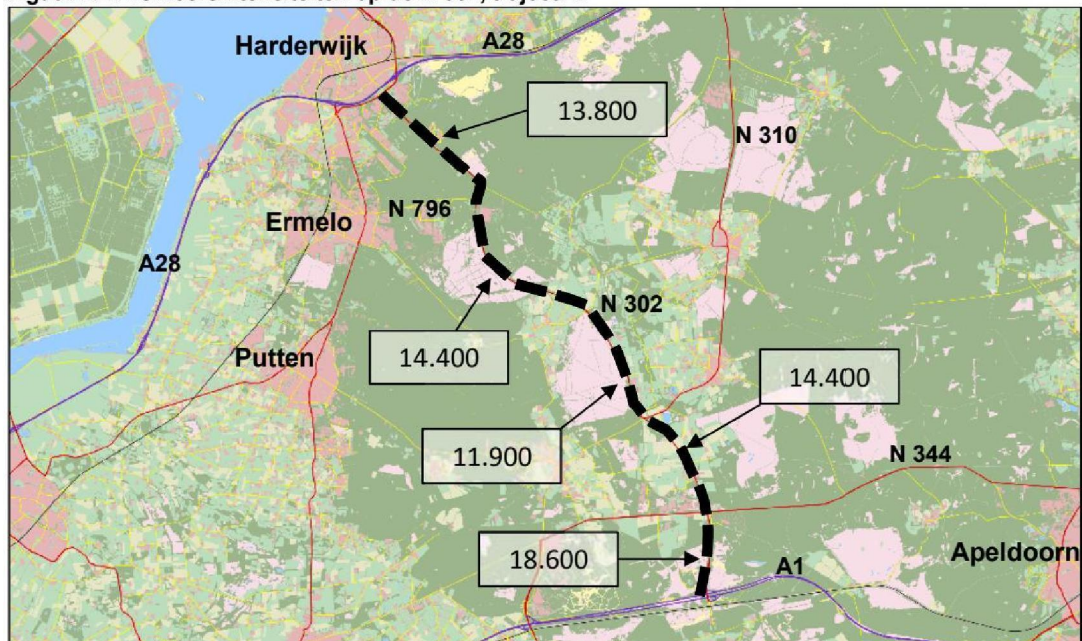 Harderwijk
A28
13.800
N 310
N 796
Ermelo
A28
N 302
14.400
Putten
14.400
11.900
N 344
18.600
Apeldoorn
A1